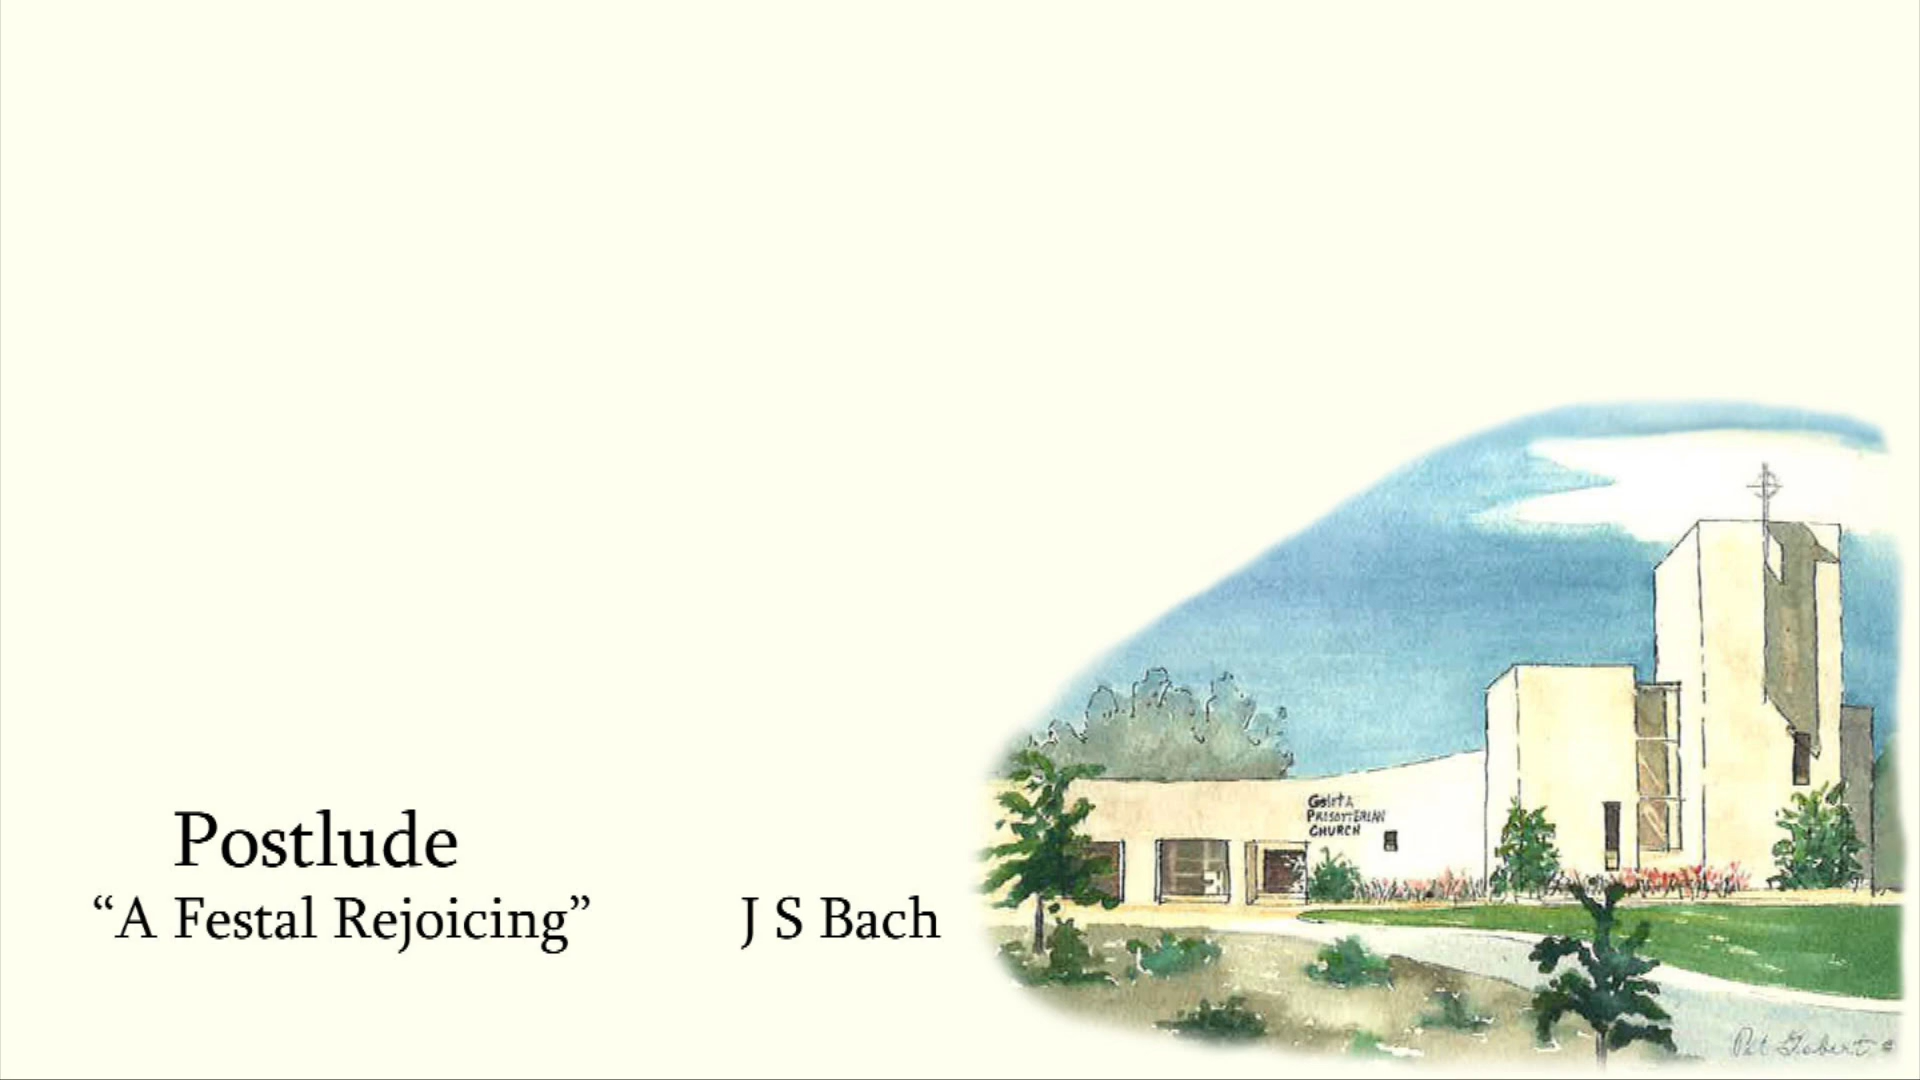 Postlude
“A Festal Rejoicing” J S Bach
Goleta
Presbyterian
Church